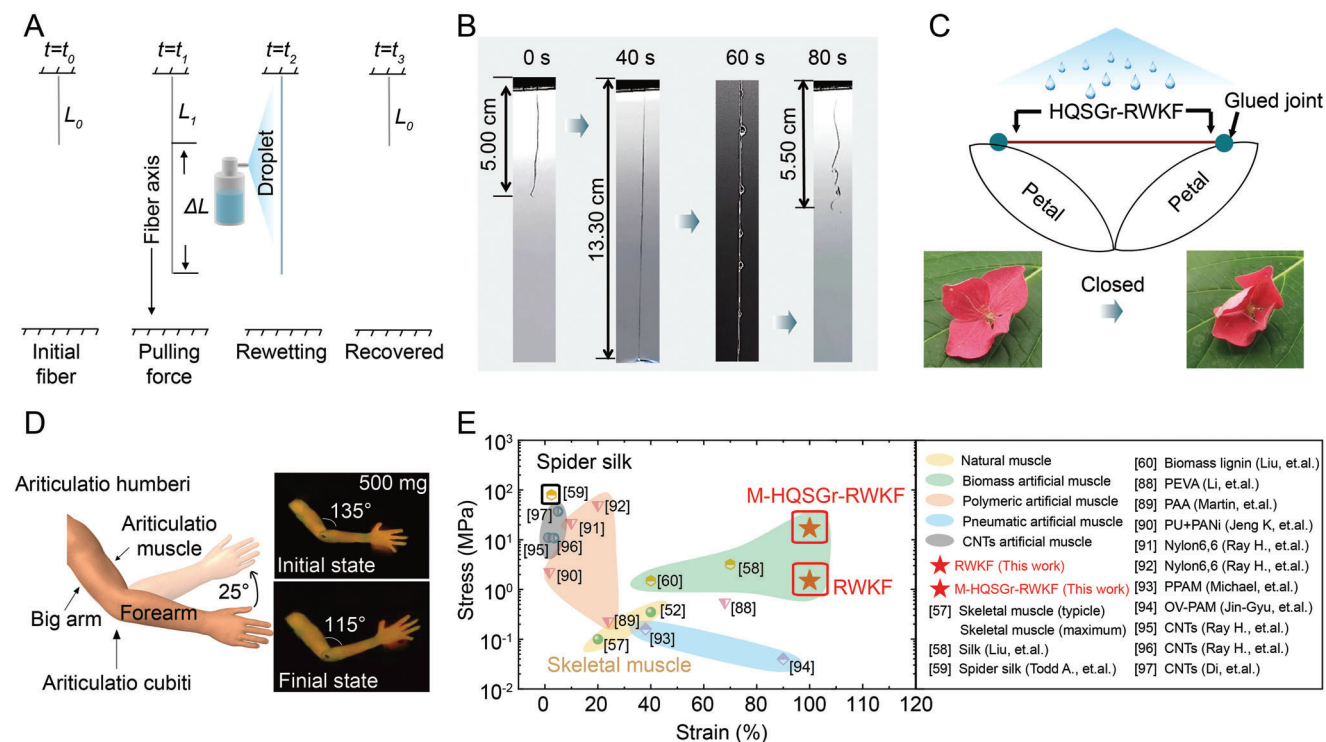 A
t=t0
t=t1
t=t2
t=t3
L0
L1
L0
Fiber axis
ΔL
Droplet
Initial
fiber
Pulling
force
Rewetting
Recovered
B
0 s
40 s
60 s
80 s
5.00 cm
13.30 cm
5.50 cm
C
HQSGr-RWKF
Glued joint
Petal
Petal
Closed
D
Ariticulatio humberi
Ariticulatio
muscle
Big arm
Forearm
25°
Ariticulatio cubiti
500 mg
135°
Initial state
115°
Finial state
E
Stress (MPa)
10³
10²
10¹
10⁰
10⁻¹
10⁻²
0
20
40
60
80
100
120
Strain (%)
Spider silk
[59]
[97]
[92]
[91]
[95]
[96]
[90]
[60]
[58]
[88]
[89]
[52]
[57]
[93]
[94]
M-HQSGr-RWKF
RWKF
Skeletal muscle
Natural muscle
Biomass artificial muscle
Polymeric artificial muscle
Pneumatic artificial muscle
CNTs artificial muscle
RWKF (This work)
M-HQSGr-RWKF (This work)
[57] Skeletal muscle (typicle)
Skeletal muscle (maximum)
[58] Silk (Liu, et.al.)
[59] Spider silk (Todd A., et.al.)
[60] Biomass lignin (Liu, et.al.)
[88] PEVA (Li, et.al.)
[89] PAA (Martin, et.al.)
[90] PU+PANi (Jeng K, et.al.)
[91] Nylon6,6 (Ray H., et.al.)
[92] Nylon6,6 (Ray H., et.al.)
[93] PPAM (Michael, et.al.)
[94] OV-PAM (Jin-Gyu, et.al.)
[95] CNTs (Ray H., et.al.)
[96] CNTs (Ray H., et.al.)
[97] CNTs (Di, et.al.)